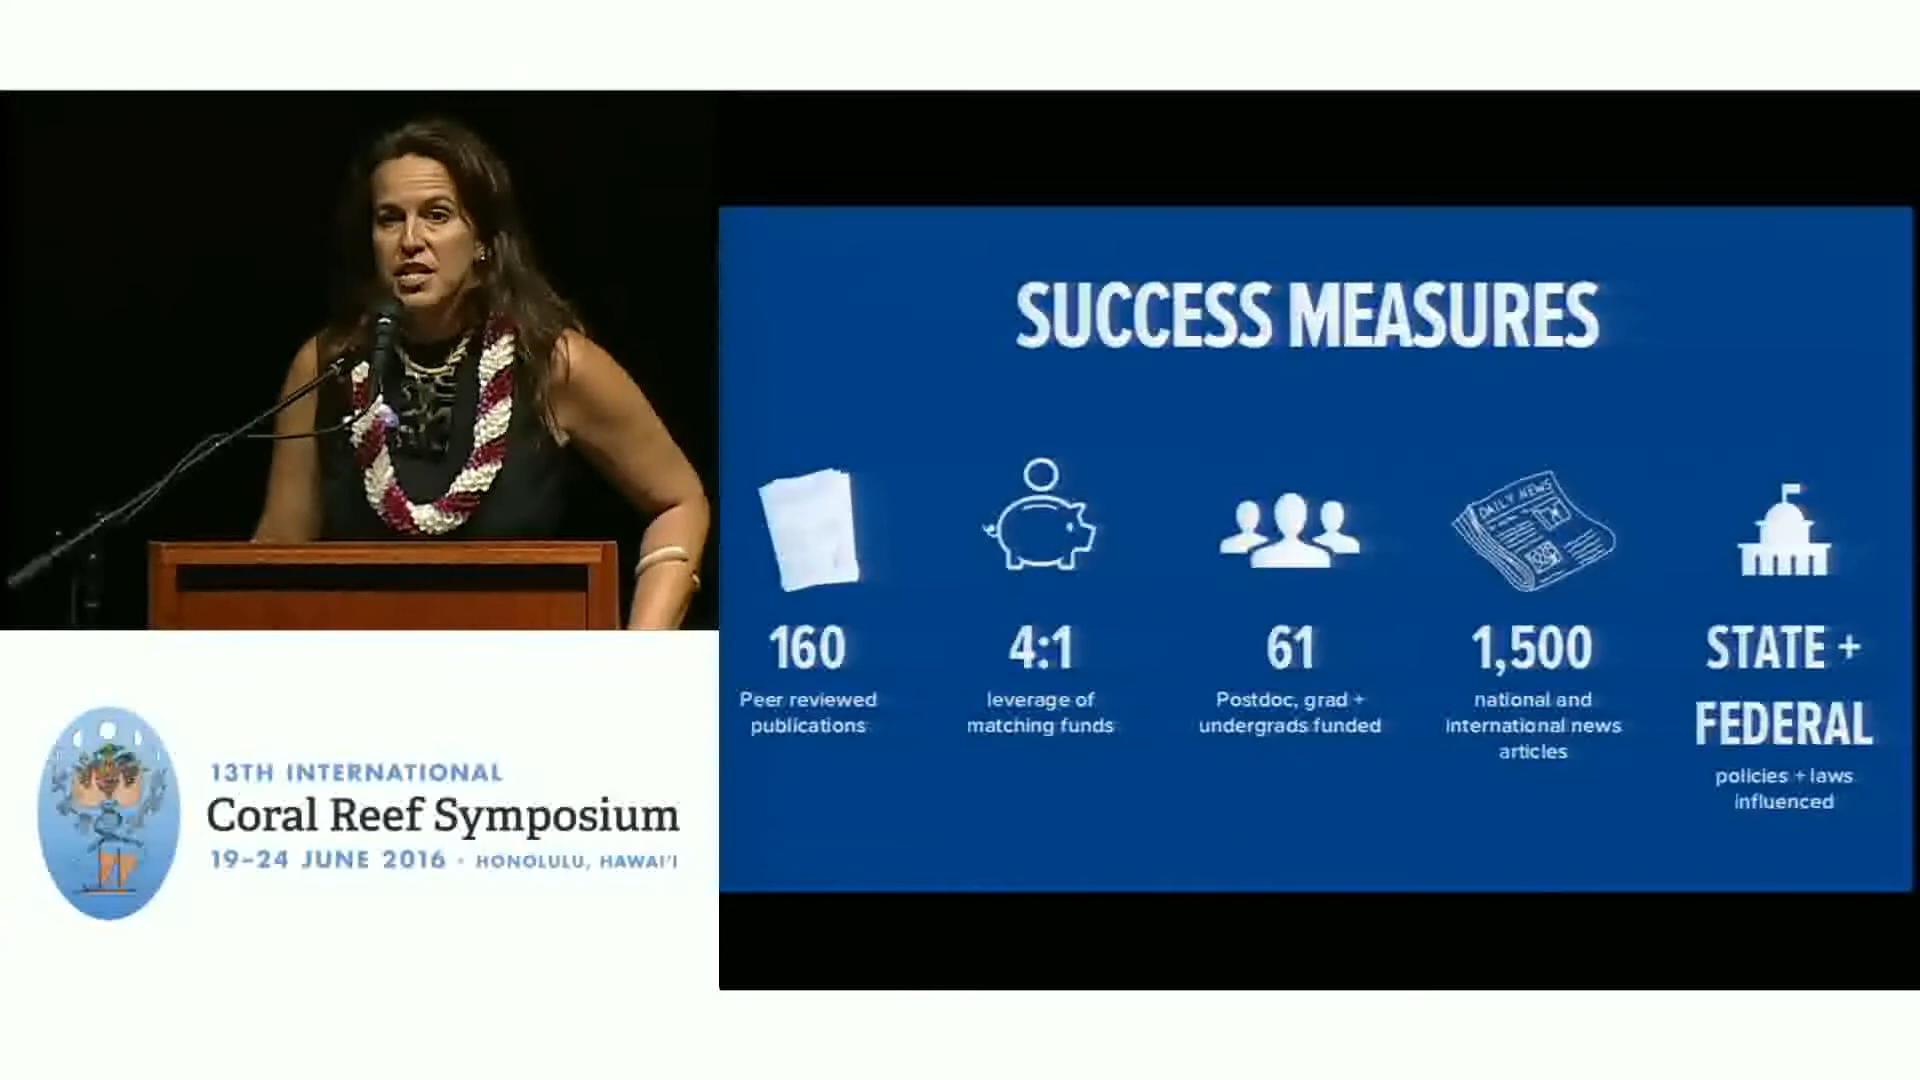 SUCCESS MEASURES
DAILY NEWS
160
Peer reviewed
publications
4:1
leverage of
matching funds
61
Postdoc, grad +
undergrads funded
1,500
national and
international news
articles
STATE +
FEDERAL
policies + laws
influenced
13TH INTERNATIONAL
Coral Reef Symposium
19–24 JUNE 2016 • HONOLULU, HAWAI'I